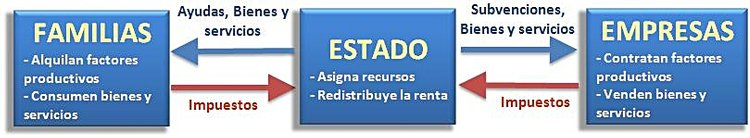 FAMILIAS
- Alquilan factores
productivos
- Consumen bienes y
servicios
Ayudas, Bienes y
servicios
Impuestos
ESTADO
- Asigna recursos
- Redistribuye la renta
Subvenciones,
Bienes y servicios
Impuestos
EMPRESAS
- Contratan factores
productivos
- Venden bienes y
servicios